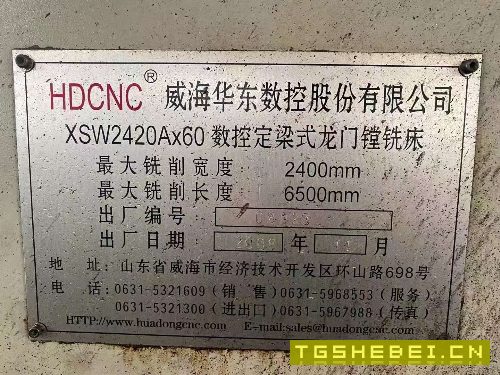 HDCNC® 威海华东数控股份有限公司
XSW2420Ax60 数控定梁式龙门镗铣床
最大铣削宽度 2400mm
最大铣削长度 6500mm
出厂编号
出厂日期 年 11 月
地 址: 山东省威海市经济技术开发区环山路698号
电 话: 0631-5321609 (销 售) 0631-5968553 (服务)
0631-5321300 (进出口) 0631-5967988 (传真)
HTTP://www.huadongcnc.com E-mail:sales@huadongcnc.com
TGSHEBEI.CN